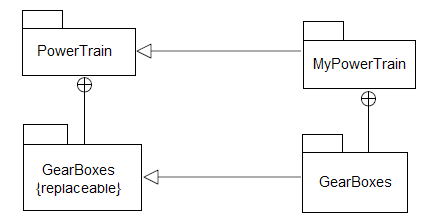 PowerTrain
MyPowerTrain
GearBoxes
{replaceable}
GearBoxes